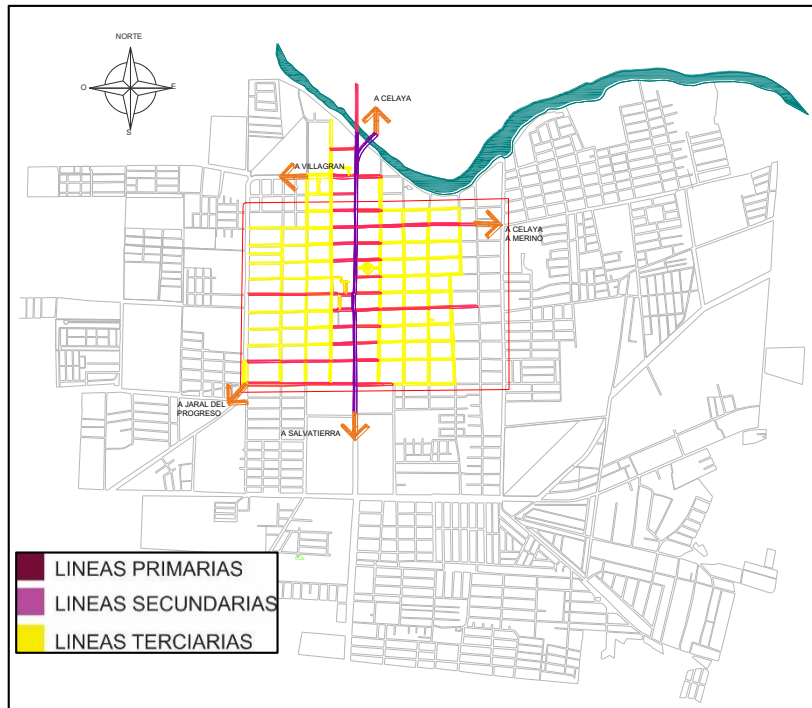 NORTE
O
E
S
A CELAYA
A VILLAGRAN
A CELAYA
A MERINO
A JARAL DEL
PROGRESO
A SALVATIERRA
LINEAS PRIMARIAS
LINEAS SECUNDARIAS
LINEAS TERCIARIAS